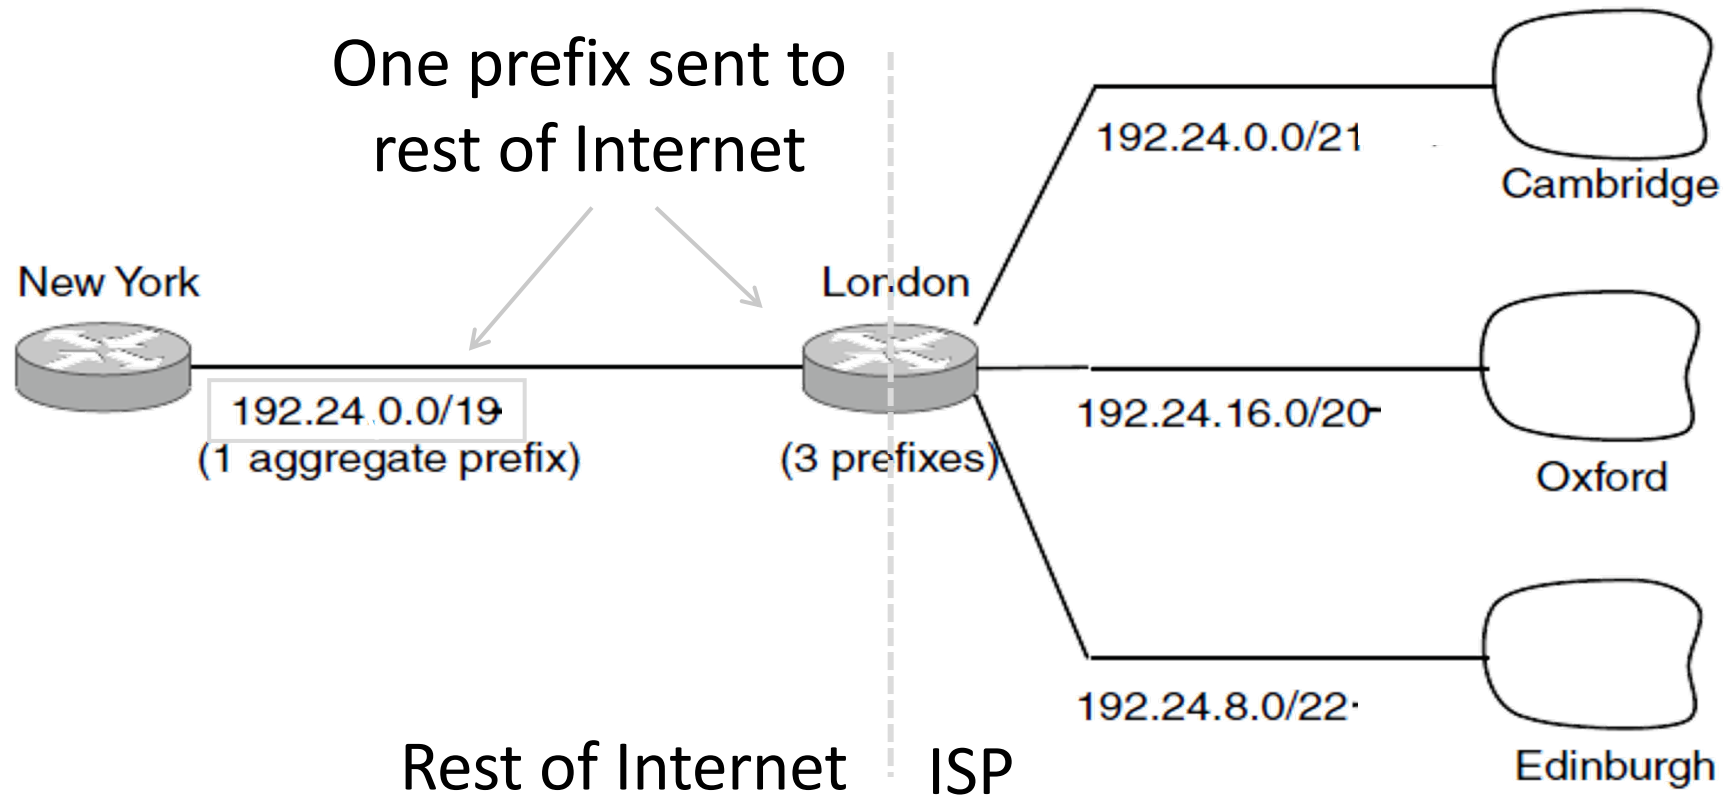 One prefix sent to
rest of Internet
192.24.0.0/21
Cambridge
New York
London
192.24.0.0/19
(1 aggregate prefix)
(3 prefixes)
192.24.16.0/20
Oxford
192.24.8.0/22
Edinburgh
Rest of Internet
ISP